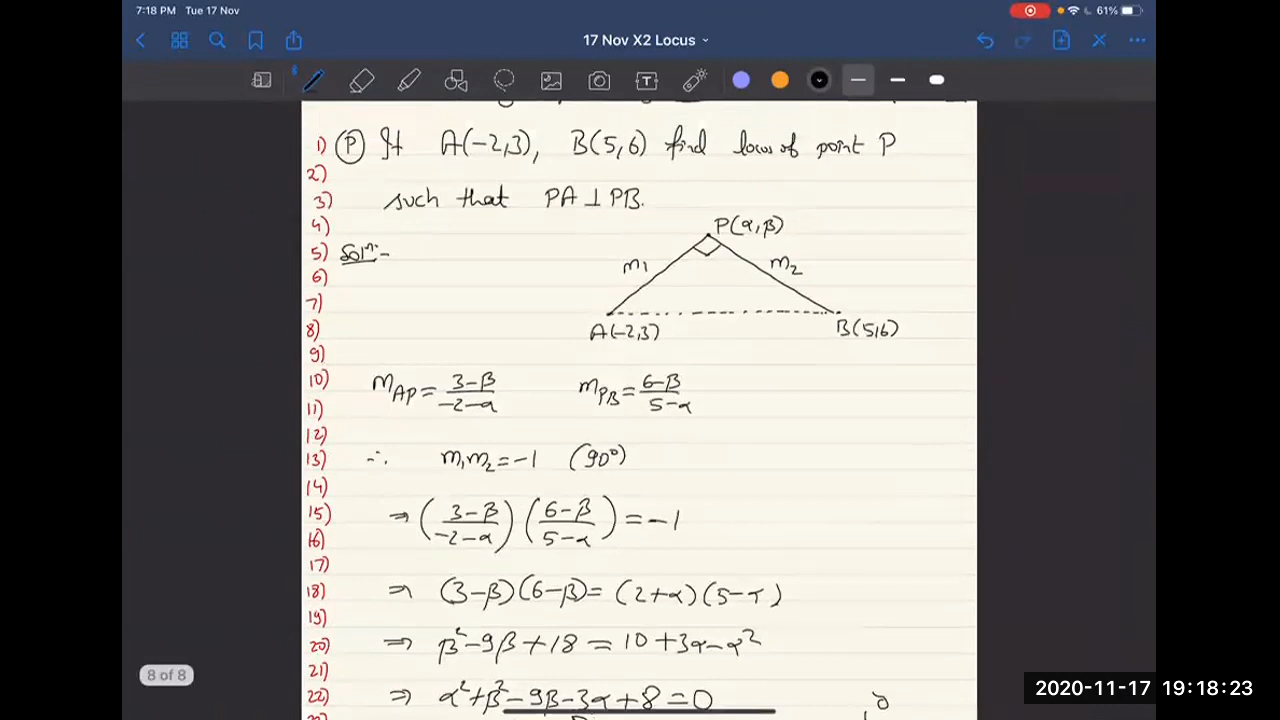 7:18 PM Tue 17 Nov
61%
17 Nov X2 Locus
1) P If A(-2,3), B(5,6) find locus of point P
2)
3) such that PA ⊥ PB.
4) P(α,β)
5) Solⁿ:-
6) m1 m2
7)
8) A(-2,3) B(5,6)
9)
10) m_AP = (3-β)/(-2-α) m_PB = (6-β)/(5-α)
11)
12)
13) ∴ m1m2 = -1 (90°)
14)
15) ⇒ ((3-β)/(-2-α)) ((6-β)/(5-α)) = -1
16)
17)
18) ⇒ (3-β)(6-β) = (2+α)(5-α)
19)
20) ⇒ β²-9β+18 = 10+3α-α²
21)
22) ⇒ α²+β²-9β-3α+8=0
8 of 8
2020-11-17 19:18:23